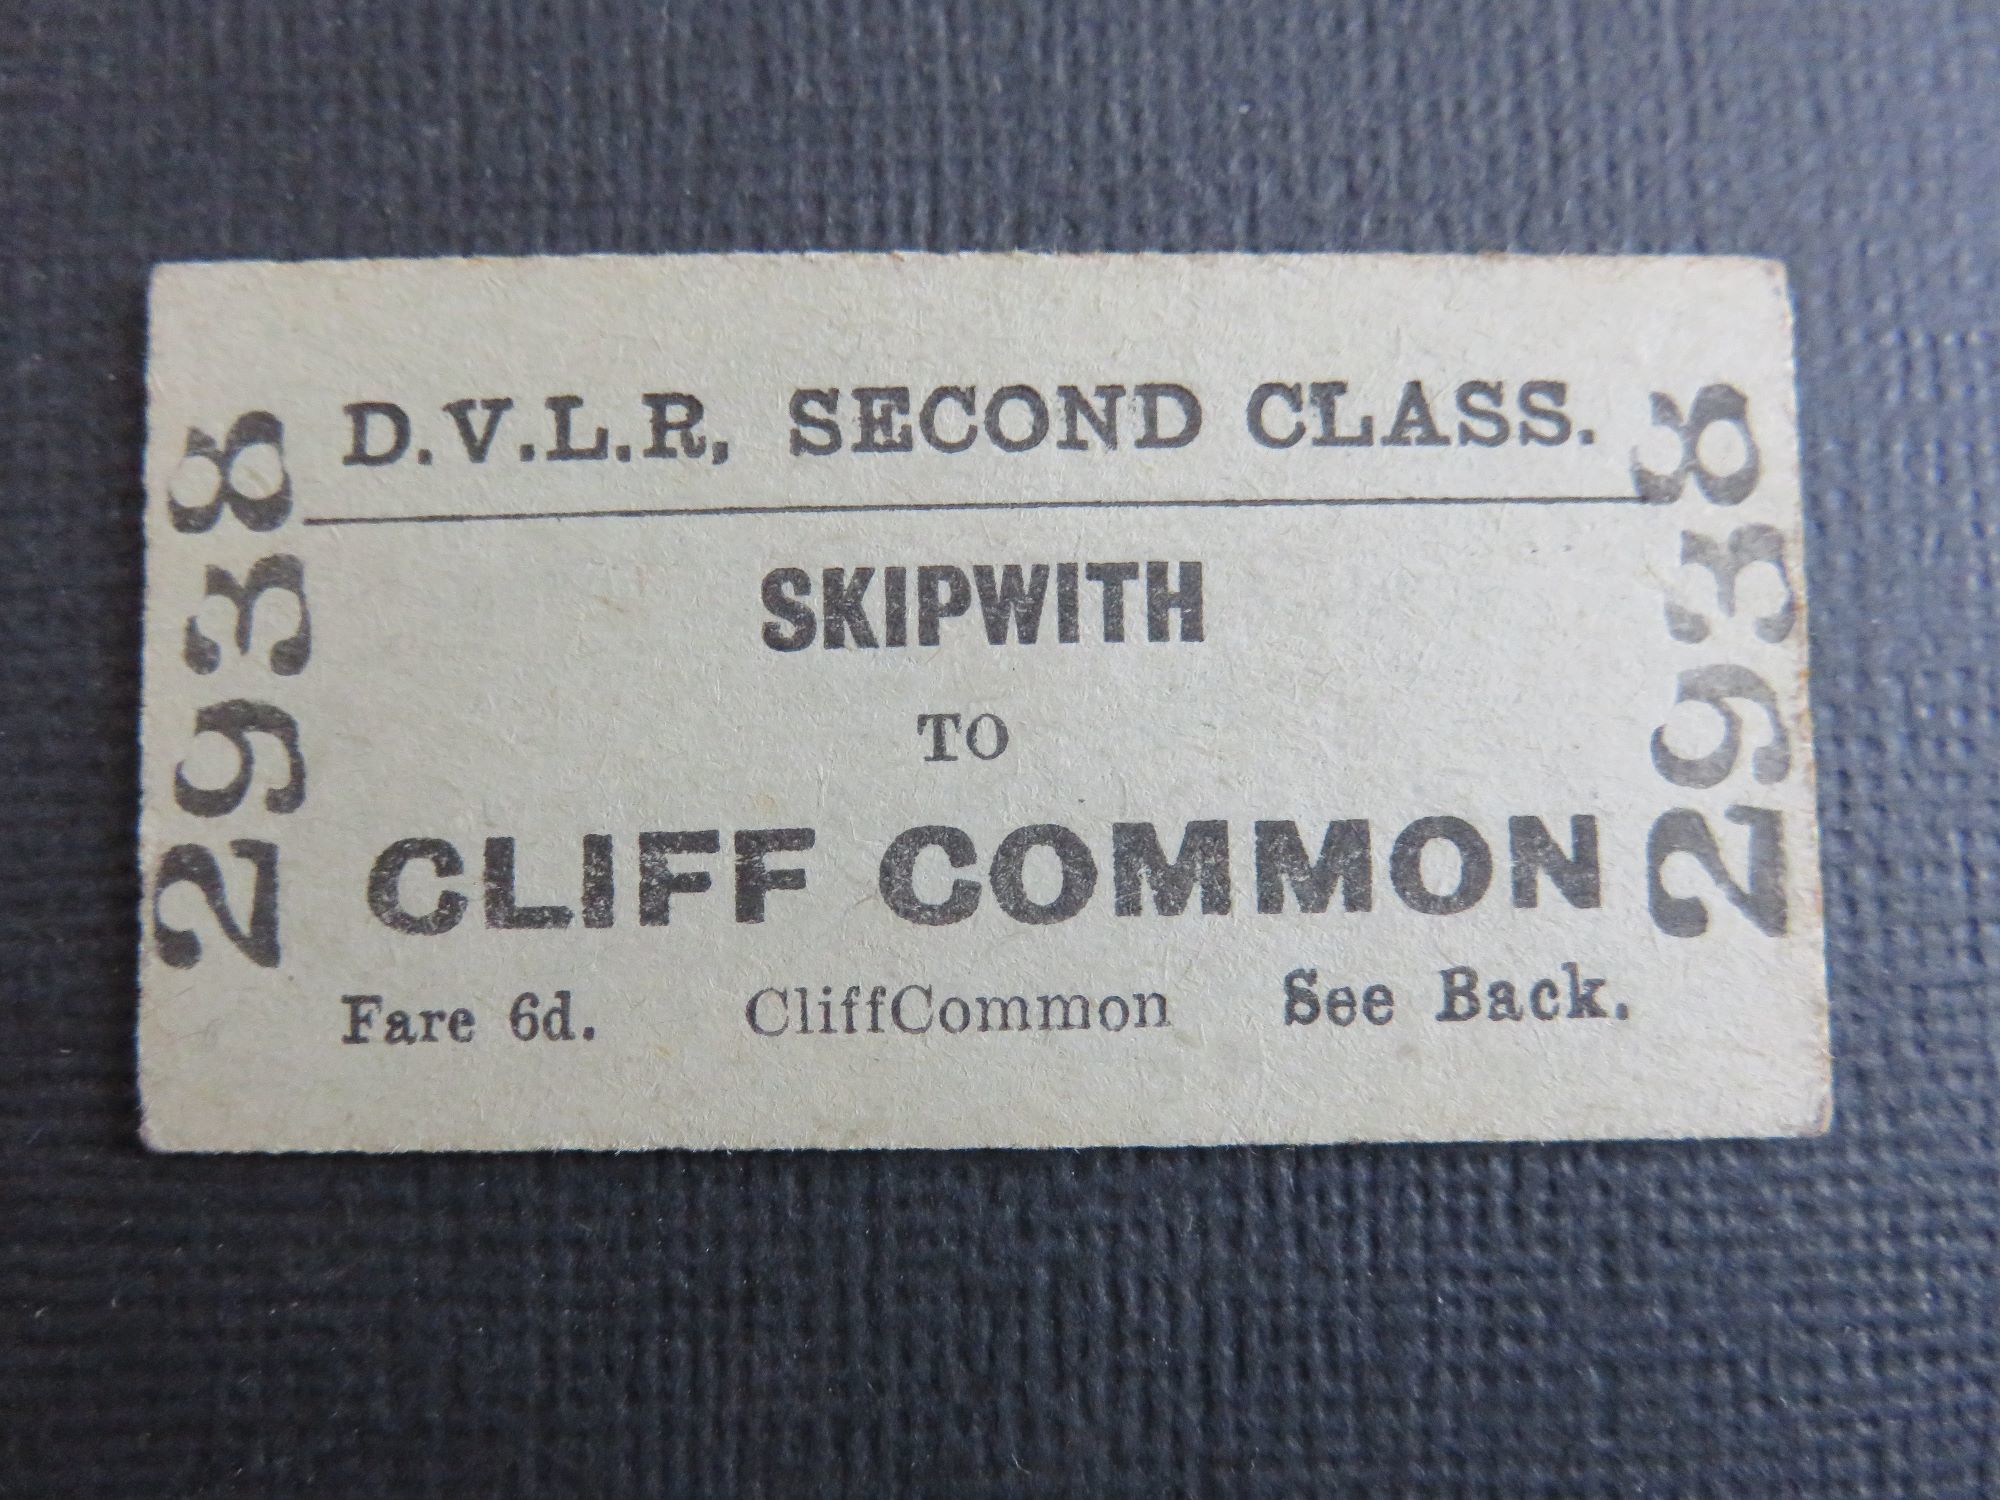 D.V.L.R, SECOND CLASS.
2938
SKIPWITH
TO
CLIFF COMMON
Fare 6d. CliffCommon See Back.
2938